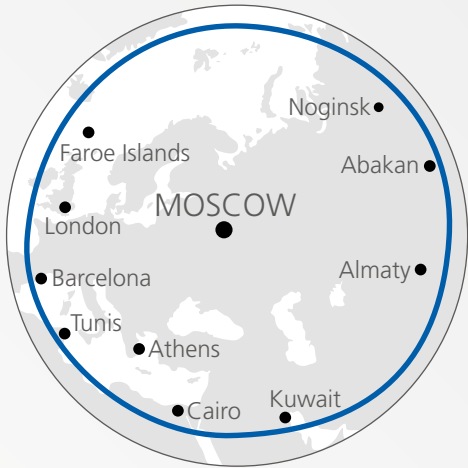 Noginsk
Faroe Islands
Abakan
MOSCOW
London
Almaty
Barcelona
Tunis
Athens
Kuwait
Cairo